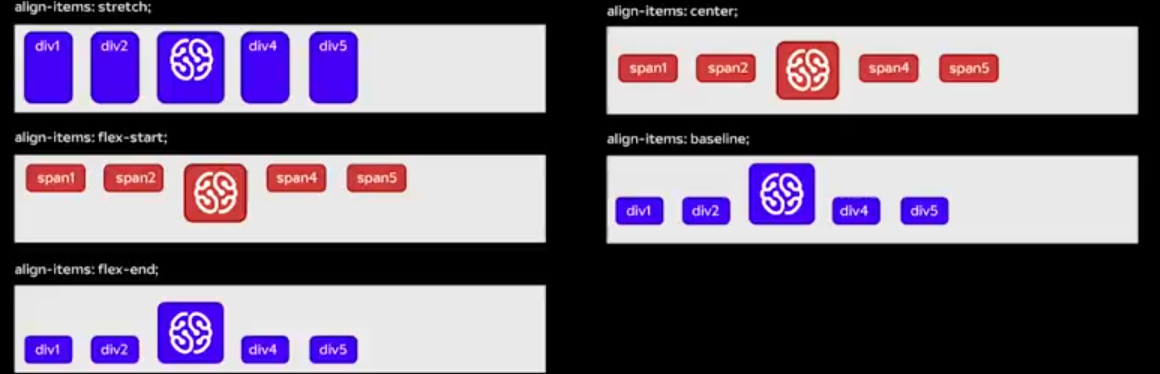 align-items: stretch;
div1 div2 div4 div5
align-items: flex-start;
span1 span2 span4 span5
align-items: flex-end;
div1 div2 div4 div5
align-items: center;
span1 span2 span4 span5
align-items: baseline;
div1 div2 div4 div5